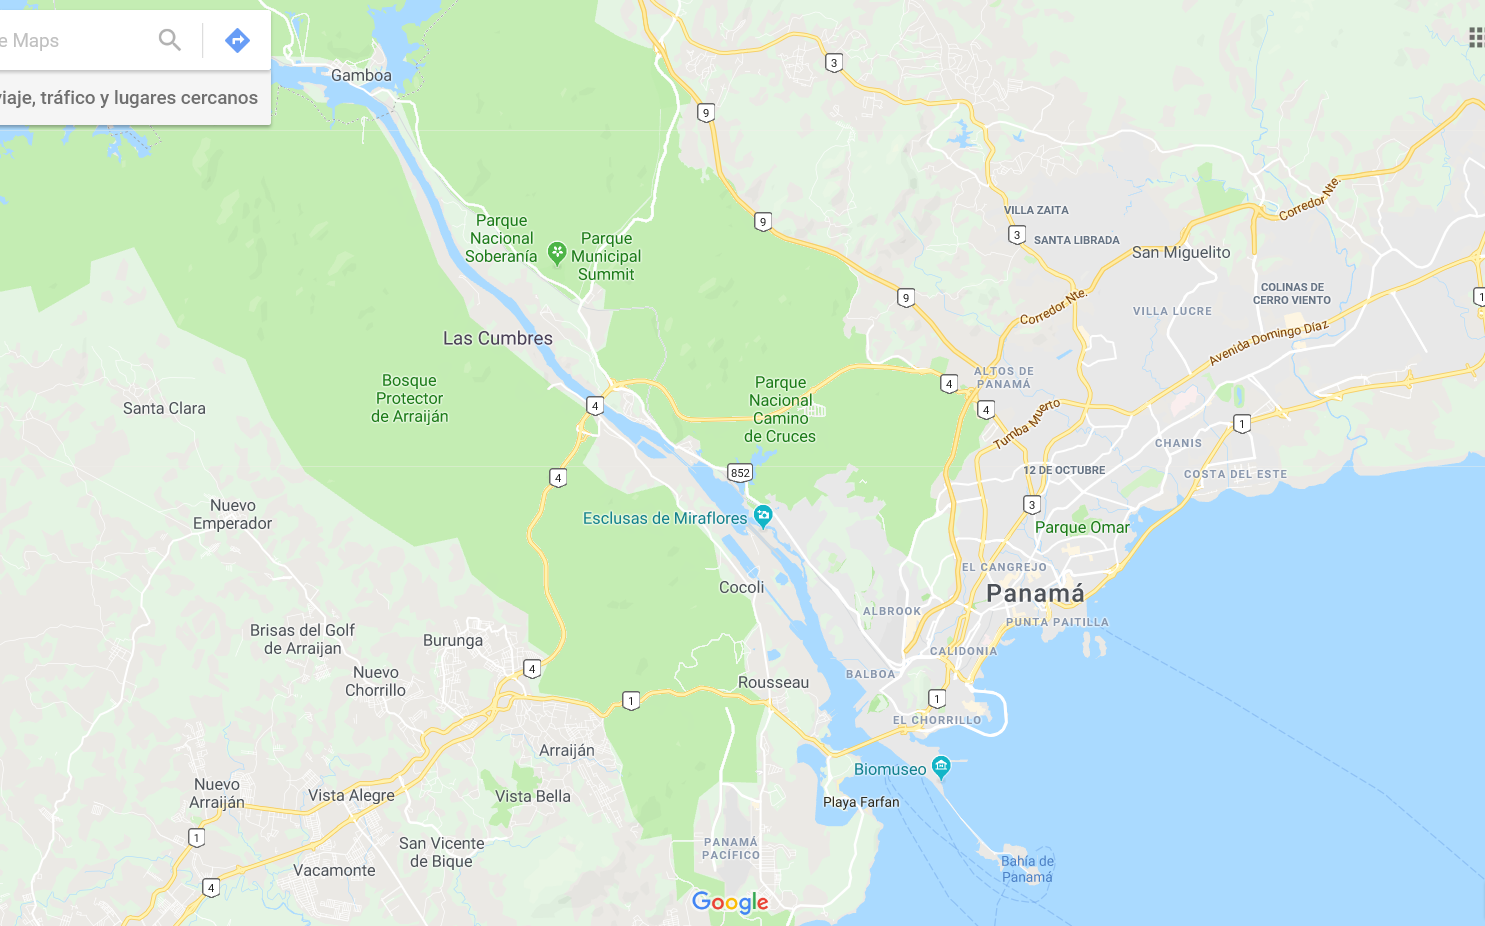 e Maps
viaje, tráfico y lugares cercanos
Gamboa
3
9
VILLA ZAITA
Corredor Nte.
Parque
Nacional
Soberanía
Parque
Municipal
Summit
9
3
SANTA LIBRADA
San Miguelito
COLINAS DE
CERRO VIENTO
9
Corredor Nte.
VILLA LUCRE
1
Las Cumbres
Avenida Domingo Díaz
ALTOS DE
PANAMÁ
Bosque
Protector
de Arraiján
Parque
Nacional
Camino
de Cruces
4
4
4
Santa Clara
Tumba Muerto
1
CHANIS
12 DE OCTUBRE
COSTA DEL ESTE
4
852
Nuevo
Emperador
Esclusas de Miraflores
3
Parque Omar
EL CANGREJO
Cocoli
Panamá
ALBROOK
PUNTA PAITILLA
Brisas del Golf
de Arraijan
Burunga
CALIDONIA
4
Nuevo
Chorrillo
Rousseau
BALBOA
1
1
EL CHORRILLO
Arraiján
Biomuseo
Nuevo
Arraiján
Vista Alegre
Vista Bella
Playa Farfan
1
San Vicente
de Bique
PANAMÁ
PACÍFICO
Vacamonte
Bahía de
Panamá
4
Google